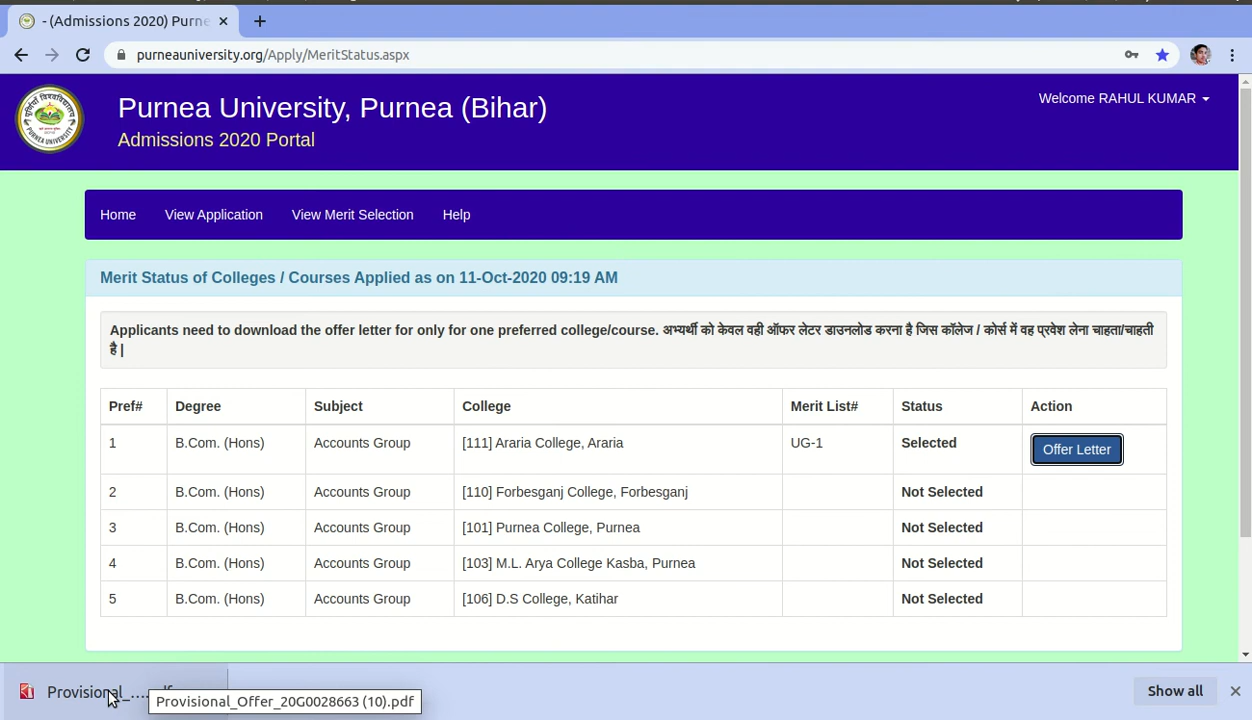 - (Admissions 2020) Purne
purneauniversity.org/Apply/MeritStatus.aspx
Purnea University, Purnea (Bihar)
Welcome RAHUL KUMAR
Admissions 2020 Portal
Home View Application View Merit Selection Help
Merit Status of Colleges / Courses Applied as on 11-Oct-2020 09:19 AM
Applicants need to download the offer letter for only for one preferred college/course. अभ्यर्थी को केवल वही ऑफर लेटर डाउनलोड करना है जिस कॉलेज / कोर्स में वह प्रवेश लेना चाहता/चाहती
है |
Pref# Degree Subject College Merit List# Status Action
1 B.Com. (Hons) Accounts Group [111] Araria College, Araria UG-1 Selected Offer Letter
2 B.Com. (Hons) Accounts Group [110] Forbesganj College, Forbesganj Not Selected
3 B.Com. (Hons) Accounts Group [101] Purnea College, Purnea Not Selected
4 B.Com. (Hons) Accounts Group [103] M.L. Arya College Kasba, Purnea Not Selected
5 B.Com. (Hons) Accounts Group [106] D.S College, Katihar Not Selected
Provisional_....pdf Show all
Provisional_Offer_20G0028663 (10).pdf